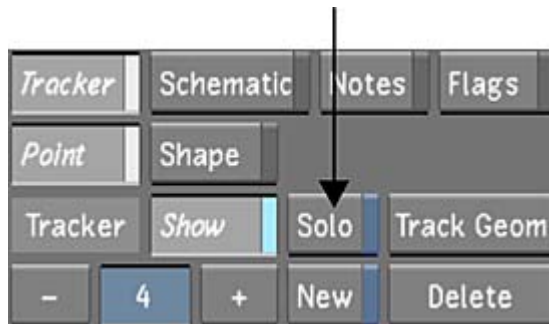 Tracker Schematic Notes Flags
Point Shape
Tracker Show Solo Track Geom
- 4 + New Delete